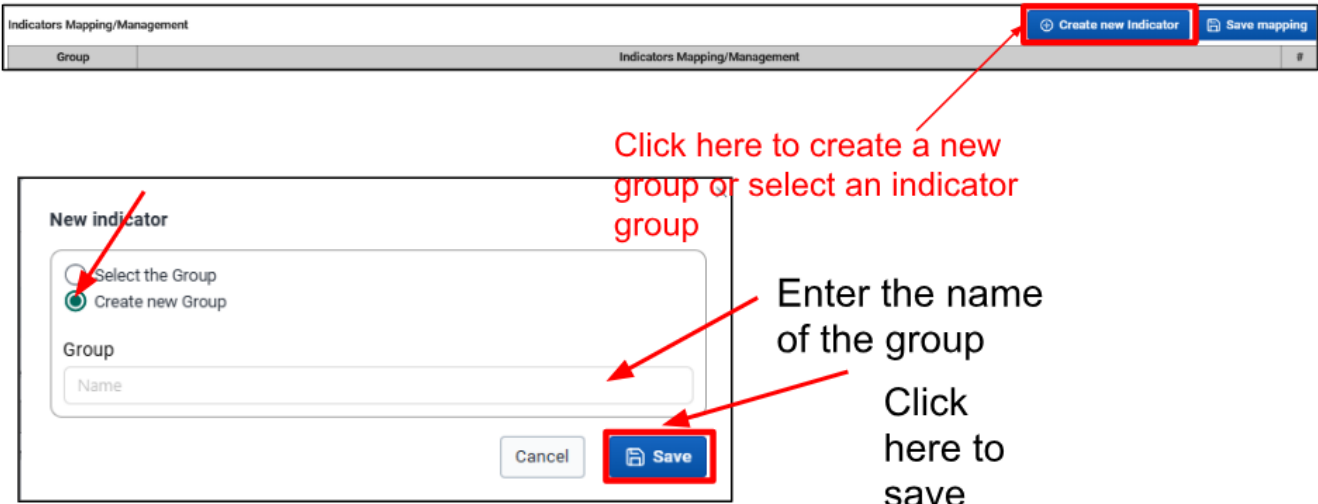 Indicators Mapping/Management
Create new Indicator
Save mapping
Group
Indicators Mapping/Management
#
Click here to create a new
group or select an indicator
group
New indicator
Select the Group
Create new Group
Group
Name
Cancel
Save
Enter the name
of the group
Click
here to
save